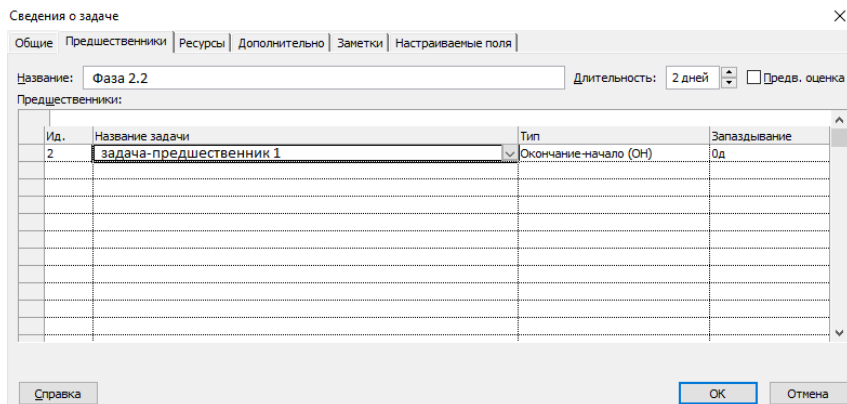 Сведения о задаче
Общие Предшественники Ресурсы Дополнительно Заметки Настраиваемые поля
Название: Фаза 2.2 Длительность: 2 дней Предв. оценка
Предшественники:
Ид. Название задачи Тип Запаздывание
2 задача-предшественник 1 Окончание-начало (ОН) 0д
Справка ОК Отмена